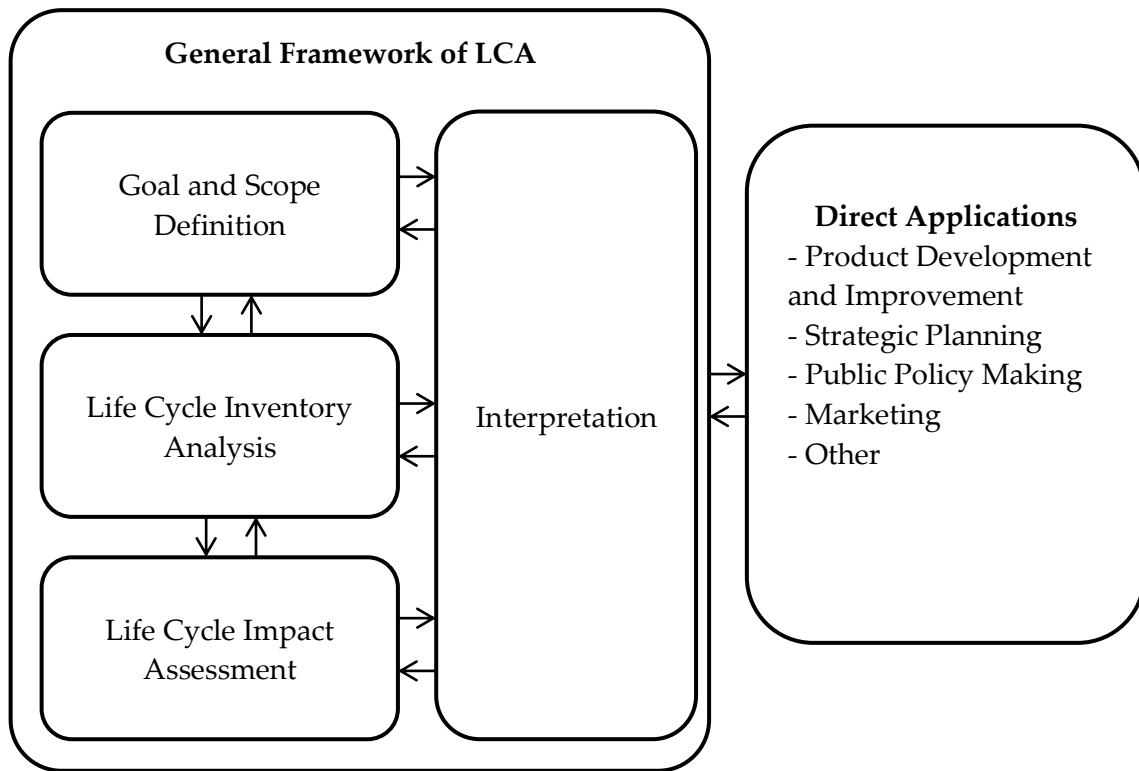 General Framework of LCA
Goal and Scope
Definition
Life Cycle Inventory
Analysis
Life Cycle Impact
Assessment
Interpretation
Direct Applications
- Product Development
and Improvement
- Strategic Planning
- Public Policy Making
- Marketing
- Other